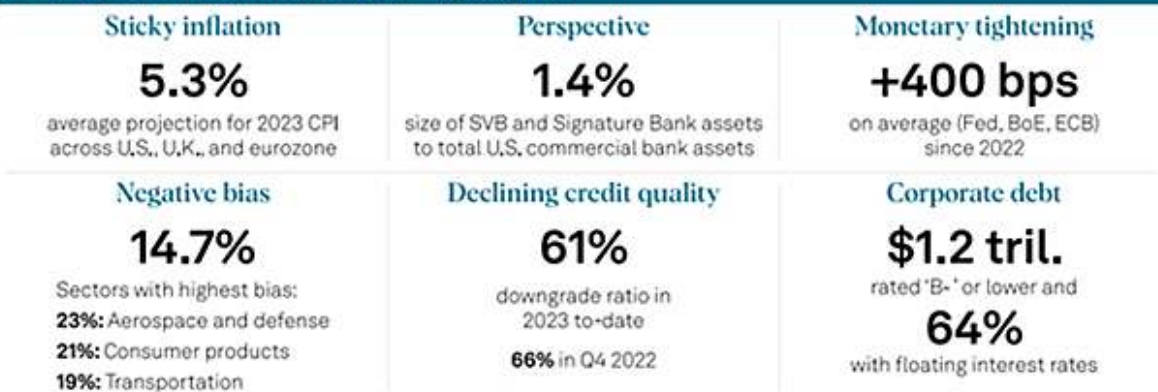 Sticky inflation
5.3%
average projection for 2023 CPI
across U.S., U.K., and eurozone
Perspective
1.4%
size of SVB and Signature Bank assets
to total U.S. commercial bank assets
Monetary tightening
+400 bps
on average (Fed, BoE, ECB)
since 2022
Negative bias
14.7%
Sectors with highest bias:
23%: Aerospace and defense
21%: Consumer products
19%: Transportation
Declining credit quality
61%
downgrade ratio in
2023 to-date
66% in Q4 2022
Corporate debt
$1.2 tril.
rated 'B-' or lower and
64%
with floating interest rates